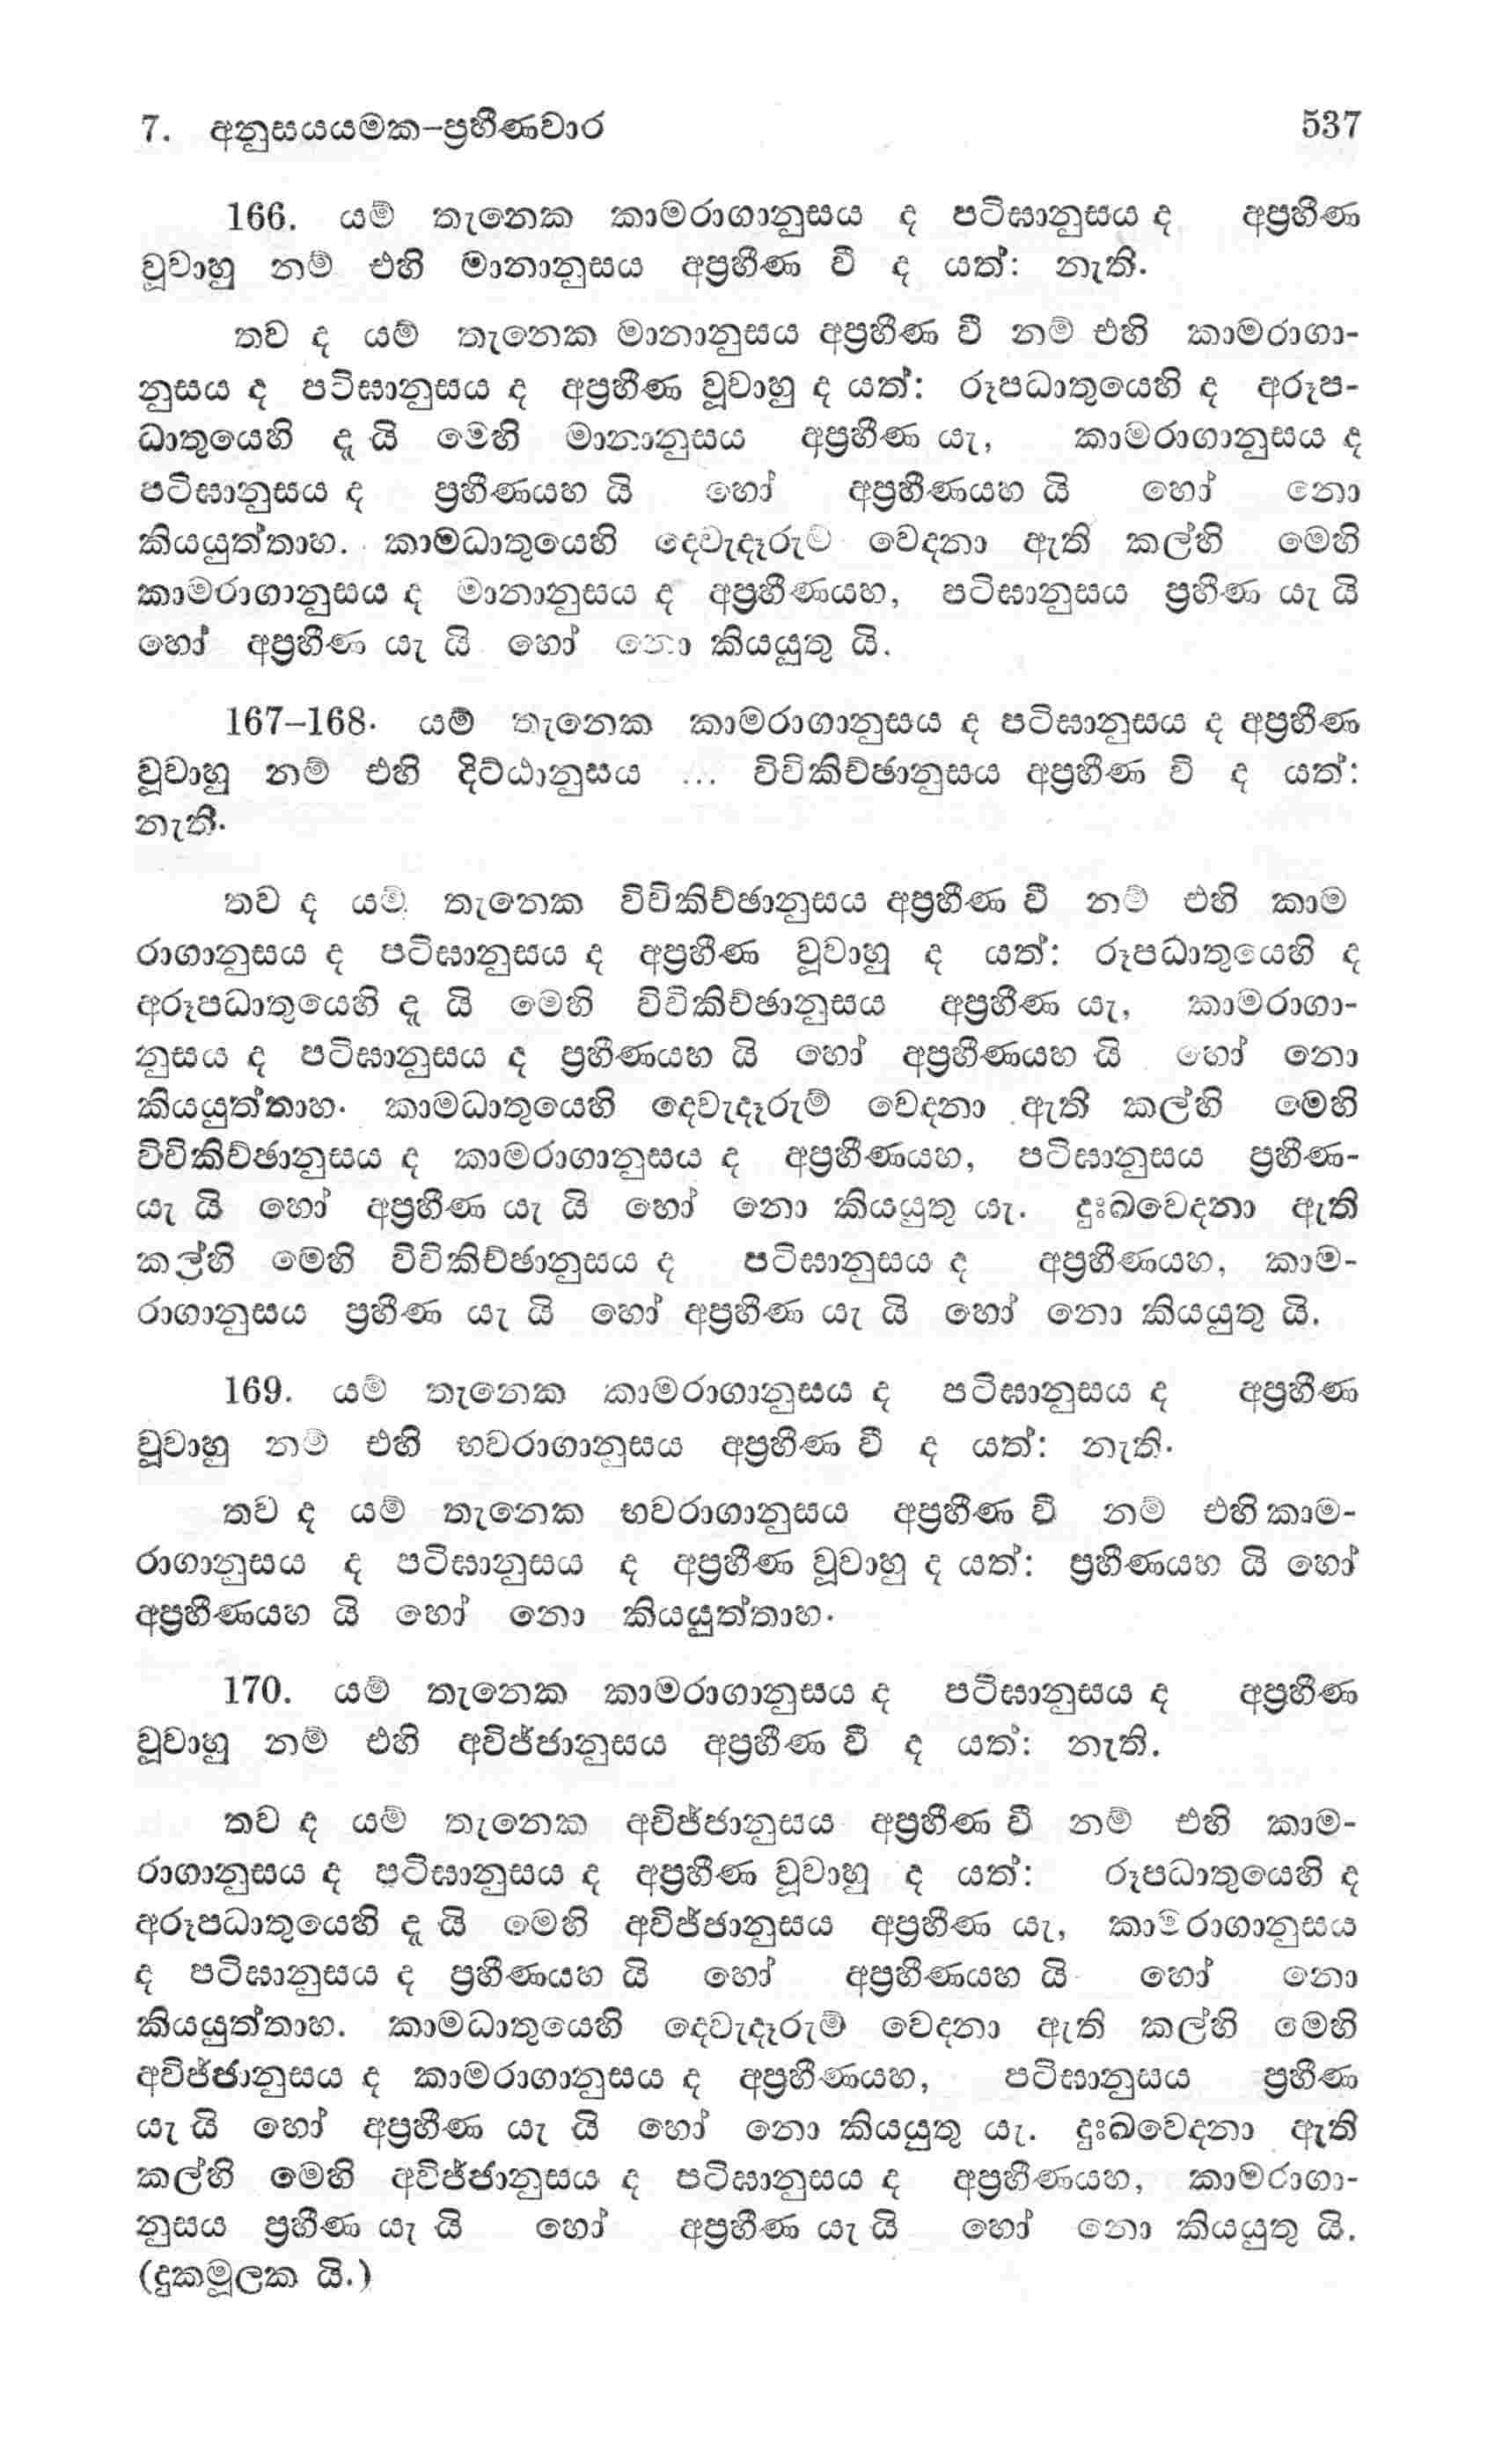 7. අනුසයයමක–ප්‍රහීණවාර 537
166. යම් තැනෙක කාමරාගානුසය ද පටිඝානුසය ද අප්‍රහීණ
වූවාහු නම් එහි මානානුසය අප්‍රහීණ වී ද යත්: නැති.
තව ද යම් තැනෙක මානානුසය අප්‍රහීණ වී නම් එහි කාමරාගා-
නුසය ද පටිඝානුසය ද අප්‍රහීණ වූවාහු ද යත්: රූපධාතුයෙහි ද අරූප-
ධාතුයෙහි දැ යි මෙහි මානානුසය අප්‍රහීණ යැ, කාමරාගානුසය ද
පටිඝානුසය ද ප්‍රහීණයහ යි හෝ අප්‍රහීණයහ යි හෝ නො
කියයුත්තාහ. කාමධාතුයෙහි දෙවැදෑරුම් වෙදනා ඇති කල්හි මෙහි
කාමරාගානුසය ද මානානුසය ද අප්‍රහීණයහ, පටිඝානුසය ප්‍රහීණ යැ යි
හෝ අප්‍රහීණ යැ යි හෝ නො කියයුතු යි.
167–168. යම් තැනෙක කාමරාගානුසය ද පටිඝානුසය ද අප්‍රහීණ
වූවාහු නම් එහි දිට්ඨානුසය ... විචිකිච්ඡානුසය අප්‍රහීණ වි ද යත්:
නැති.
තව ද යම් තැනෙක විචිකිච්ඡානුසය අප්‍රහීණ වී නම් එහි කාම
රාගානුසය ද පටිඝානුසය ද අප්‍රහීණ වූවාහු ද යත්: රූපධාතුයෙහි ද
අරූපධාතුයෙහි දැ යි මෙහි විචිකිච්ඡානුසය අප්‍රහීණ යැ, කාමරාගා-
නුසය ද පටිඝානුසය ද ප්‍රහීණයහ යි හෝ අප්‍රහීණයහ යි හෝ නො
කියයුත්තාහ. කාමධාතුයෙහි දෙවැදෑරුම් වෙදනා ඇති කල්හි මෙහි
විචිකිච්ඡානුසය ද කාමරාගානුසය ද අප්‍රහීණයහ, පටිඝානුසය ප්‍රහීණ-
යැ යි හෝ අප්‍රහීණ යැ යි හෝ නො කියයුතු යැ. දුඃඛවෙදනා ඇති
කල්හි මෙහි විචිකිච්ඡානුසය ද පටිඝානුසය ද අප්‍රහීණයහ, කාම-
රාගානුසය ප්‍රහීණ යැ යි හෝ අප්‍රහීණ යැ යි හෝ නො කියයුතු යි.
169. යම් තැනෙක කාමරාගානුසය ද පටිඝානුසය ද අප්‍රහීණ
වූවාහු නම් එහි භවරාගානුසය අප්‍රහීණ වී ද යත්: නැති.
තව ද යම් තැනෙක භවරාගානුසය අප්‍රහීණ වී නම් එහි කාම-
රාගානුසය ද පටිඝානුසය ද අප්‍රහීණ වූවාහු ද යත්: ප්‍රහීණයහ යි හෝ
අප්‍රහීණයහ යි හෝ නො කියයුත්තාහ.
170. යම් තැනෙක කාමරාගානුසය ද පටිඝානුසය ද අප්‍රහීණ
වූවාහු නම් එහි අවිජ්ජානුසය අප්‍රහීණ වී ද යත්: නැති.
තව ද යම් තැනෙක අවිජ්ජානුසය අප්‍රහීණ වී නම් එහි කාම-
රාගානුසය ද පටිඝානුසය ද අප්‍රහීණ වූවාහු ද යත්: රූපධාතුයෙහි ද
අරූපධාතුයෙහි දැ යි මෙහි අවිජ්ජානුසය අප්‍රහීණ යැ, කාමරාගානුසය
ද පටිඝානුසය ද ප්‍රහීණයහ යි හෝ අප්‍රහීණයහ යි හෝ නො
කියයුත්තාහ. කාමධාතුයෙහි දෙවැදෑරුම් වෙදනා ඇති කල්හි මෙහි
අවිජ්ජානුසය ද කාමරාගානුසය ද අප්‍රහීණයහ, පටිඝානුසය ප්‍රහීණ
යැ යි හෝ අප්‍රහීණ යැ යි හෝ නො කියයුතු යැ. දුඃඛවෙදනා ඇති
කල්හි මෙහි අවිජ්ජානුසය ද පටිඝානුසය ද අප්‍රහීණයහ, කාමරාගා-
නුසය ප්‍රහීණ යැ යි හෝ අප්‍රහීණ යැ යි හෝ නො කියයුතු යි.
(දුකමූලක යි.)